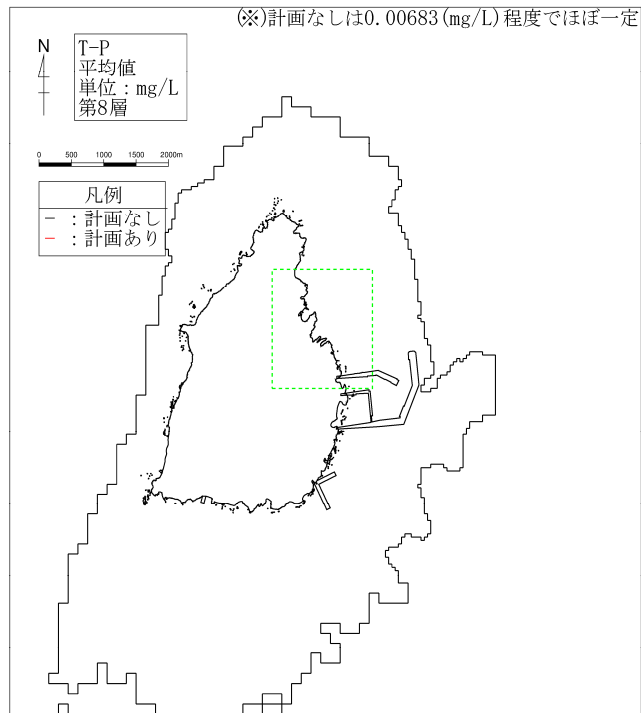 (※)計画なしは0.00683(mg/L)程度でほぼ一定
N
T-P
平均値
単位：mg/L
第8層
0 500 1000 1500 2000m
凡例
− ：計画なし
− ：計画あり